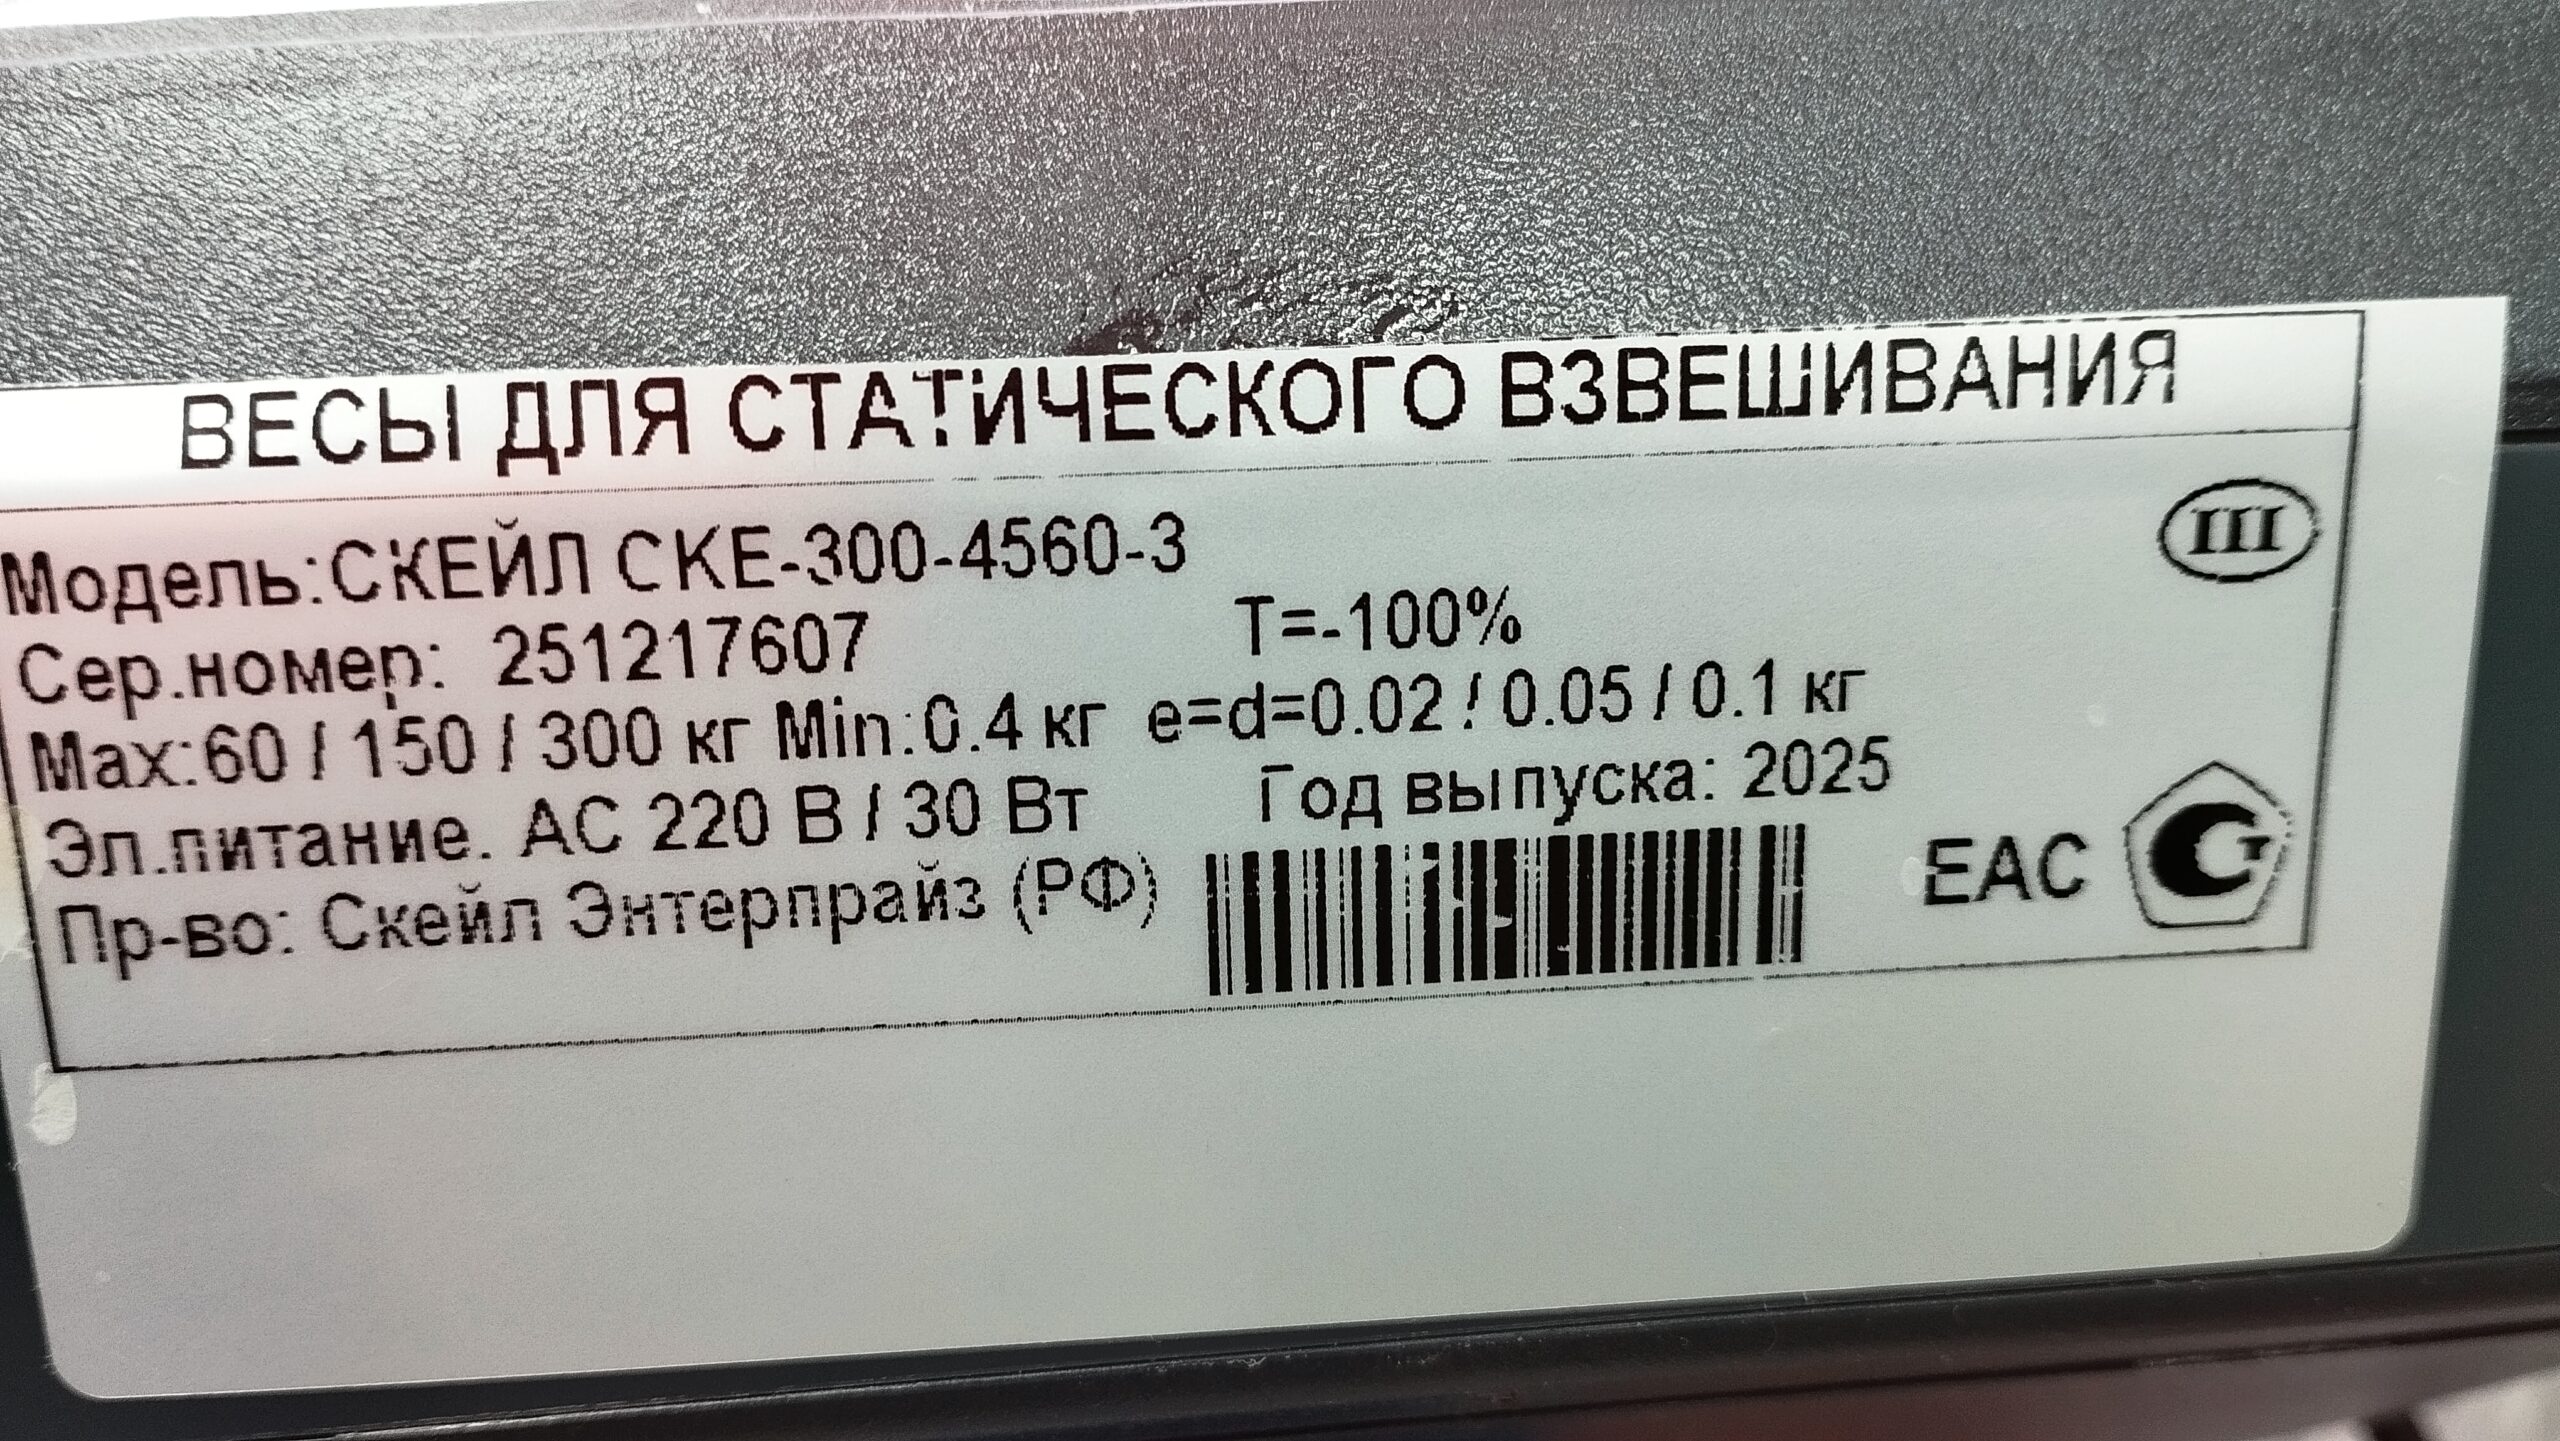 ВЕСЫ ДЛЯ СТАТИЧЕСКОГО ВЗВЕШИВАНИЯ
III
Модель:СКЕЙЛ СКЕ-300-4560-3
Сер.номер: 251217607 T=-100%
Max:60 / 150 / 300 кг Min:0.4 кг e=d=0.02 / 0.05 / 0.1 кг
Эл.питание. AC 220 В / 30 Вт Год выпуска: 2025
Пр-во: Скейл Энтерпрайз (РФ) EAC